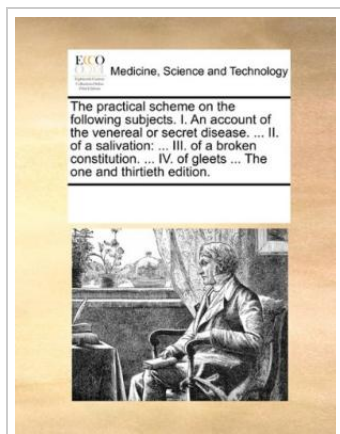 ECCO
Medicine, Science and Technology
The practical scheme on the
following subjects. I. An account of
the venereal or secret disease. ... II.
of a salivation: ... III. of a broken
constitution. ... IV. of gleets ... The
one and thirtieth edition.